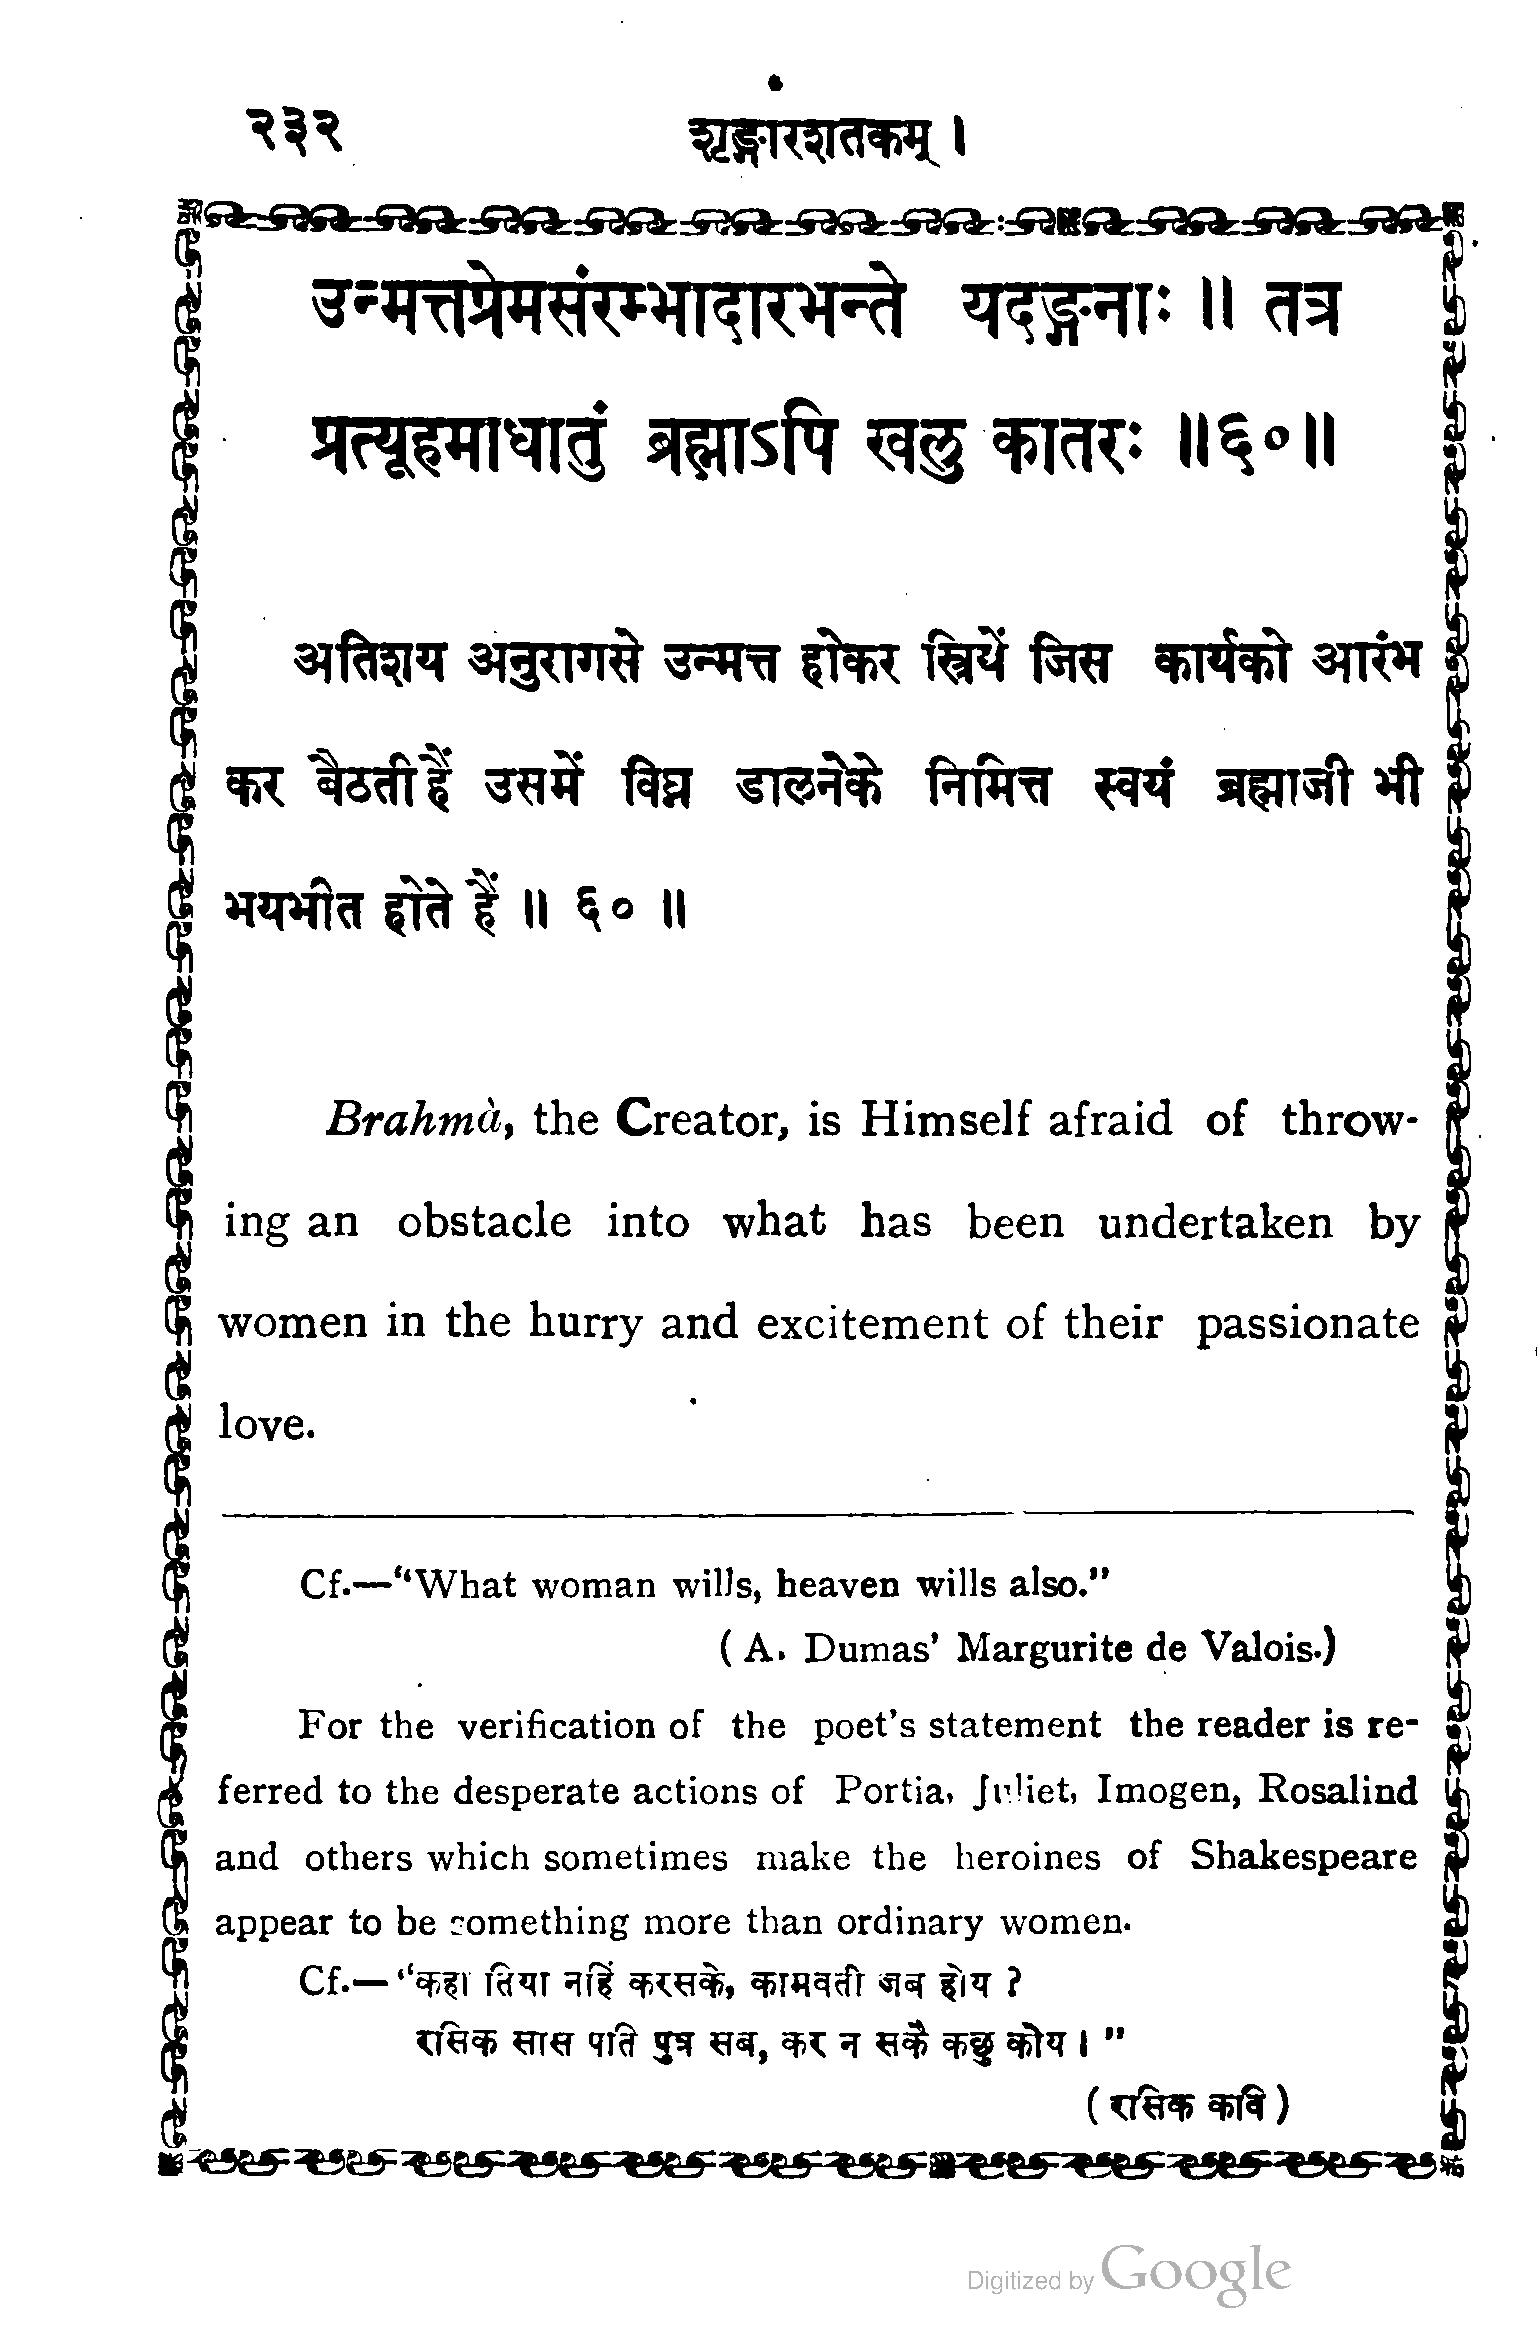 २३२ शृङ्गारशतकम् ।
उन्मत्तप्रेमसंरम्भादारभन्ते यदङ्गनाः ॥ तत्र
प्रत्यूहमाधातुं ब्रह्माऽपि खलु कातरः ॥६०॥
अतिशय अनुरागसे उन्मत्त होकर स्त्रियें जिस कार्यको आरंभ
कर बैठती हैं उसमें विघ्न डालनेके निमित्त स्वयं ब्रह्माजी भी
भयभीत होते हैं ॥ ६० ॥
Brahmà, the Creator, is Himself afraid of throw-
ing an obstacle into what has been undertaken by
women in the hurry and excitement of their passionate
love.
Cf.—"What woman wills, heaven wills also."
( A. Dumas' Margurite de Valois.)
For the verification of the poet's statement the reader is re-
ferred to the desperate actions of Portia, Juliet, Imogen, Rosalind
and others which sometimes make the heroines of Shakespeare
appear to be something more than ordinary women.
Cf.— "कहा तिया नहिं करसके, कामवती जब होय ?
रसिक सास पति पुत्र सब, कर न सकै कछु कोय । "
( रसिक कवि )
Digitized by Google